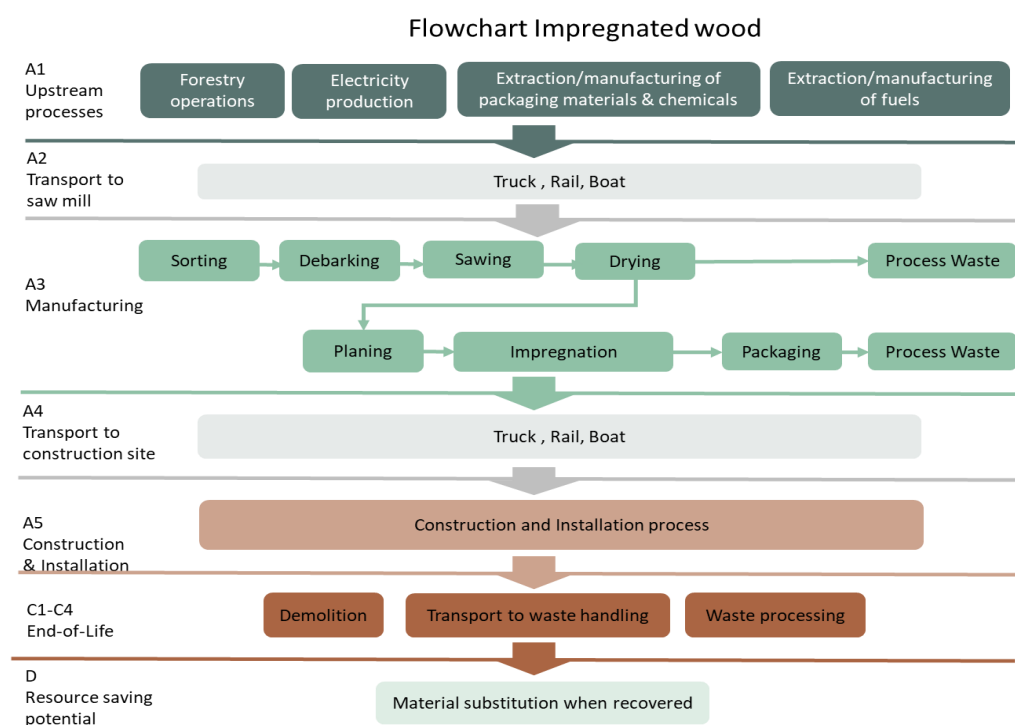 Flowchart Impregnated wood
A1
Upstream
processes
Forestry
operations
Electricity
production
Extraction/manufacturing of
packaging materials & chemicals
Extraction/manufacturing
of fuels
A2
Transport to
saw mill
Truck , Rail, Boat
A3
Manufacturing
Sorting
Debarking
Sawing
Drying
Process Waste
Planing
Impregnation
Packaging
Process Waste
A4
Transport to
construction site
Truck , Rail, Boat
A5
Construction
& Installation
Construction and Installation process
C1-C4
End-of-Life
Demolition
Transport to waste handling
Waste processing
D
Resource saving
potential
Material substitution when recovered